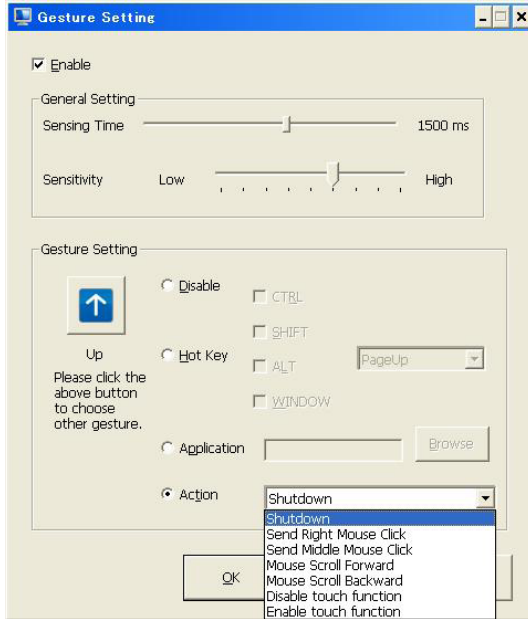 Gesture Setting
Enable
General Setting
Sensing Time 1500 ms
Sensitivity Low High
Gesture Setting
Disable
CTRL
SHIFT
Hot Key
ALT
PageUp
WINDOW
Up
Please click the
above button
to choose
other gesture.
Application
Browse
Action
Shutdown
Shutdown
Send Right Mouse Click
Send Middle Mouse Click
Mouse Scroll Forward
Mouse Scroll Backward
Disable touch function
Enable touch function
OK